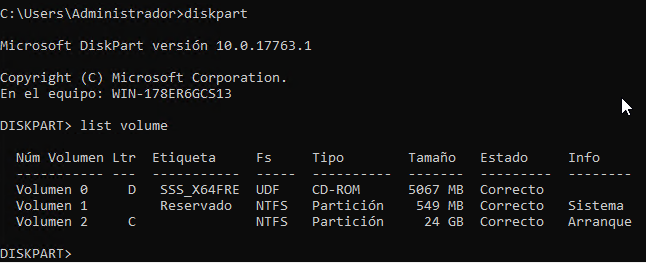 C:\Users\Administrador>diskpart
Microsoft DiskPart versión 10.0.17763.1
Copyright (C) Microsoft Corporation.
En el equipo: WIN-178ER6GCS13
DISKPART> list volume
Núm Volumen Ltr Etiqueta Fs Tipo Tamaño Estado Info
----------- --- ----------- ----- ---------- ------- --------- --------
Volumen 0 D SSS_X64FRE UDF CD-ROM 5067 MB Correcto
Volumen 1 Reservado NTFS Partición 549 MB Correcto Sistema
Volumen 2 C NTFS Partición 24 GB Correcto Arranque
DISKPART>